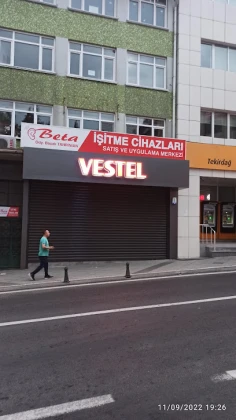 Beta
İŞİTME CİHAZLARI
SATIŞ VE UYGULAMA MERKEZİ
VESTEL
Tekirdağ
11/09/2022 19:26